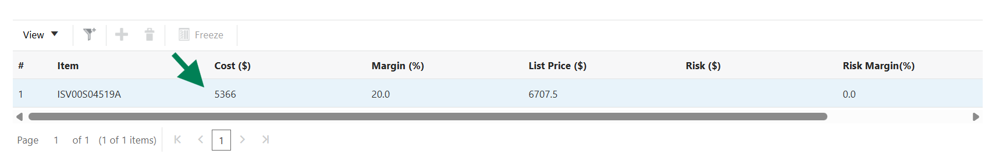 View Freeze
# Item Cost ($) Margin (%) List Price ($) Risk ($) Risk Margin(%)
1 ISV00S04519A 5366 20.0 6707.5 0.0
Page 1 of 1 (1 of 1 items) 1